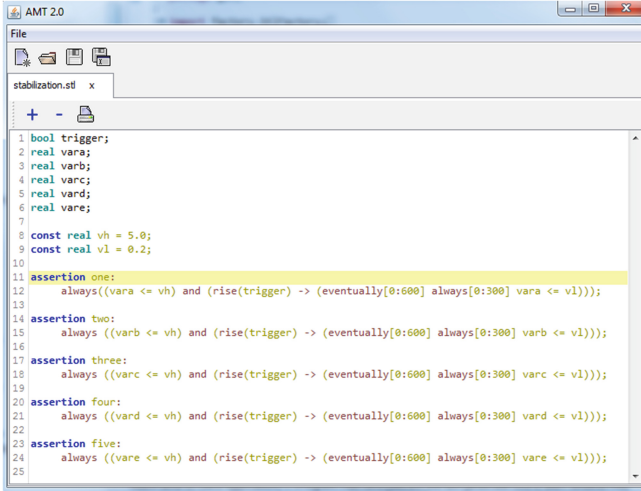 AMT 2.0
File
stabilization.stl x
+ -
1 bool trigger;
2 real vara;
3 real varb;
4 real varc;
5 real vard;
6 real vare;
7
8 const real vh = 5.0;
9 const real vl = 0.2;
10
11 assertion one:
12 always((vara <= vh) and (rise(trigger) -> (eventually[0:600] always[0:300] vara <= vl)));
13
14 assertion two:
15 always ((varb <= vh) and (rise(trigger) -> (eventually[0:600] always[0:300] varb <= vl)));
16
17 assertion three:
18 always ((varc <= vh) and (rise(trigger) -> (eventually[0:600] always[0:300] varc <= vl)));
19
20 assertion four:
21 always ((vard <= vh) and (rise(trigger) -> (eventually[0:600] always[0:300] vard <= vl)));
22
23 assertion five:
24 always ((vare <= vh) and (rise(trigger) -> (eventually[0:600] always[0:300] vare <= vl)));
25